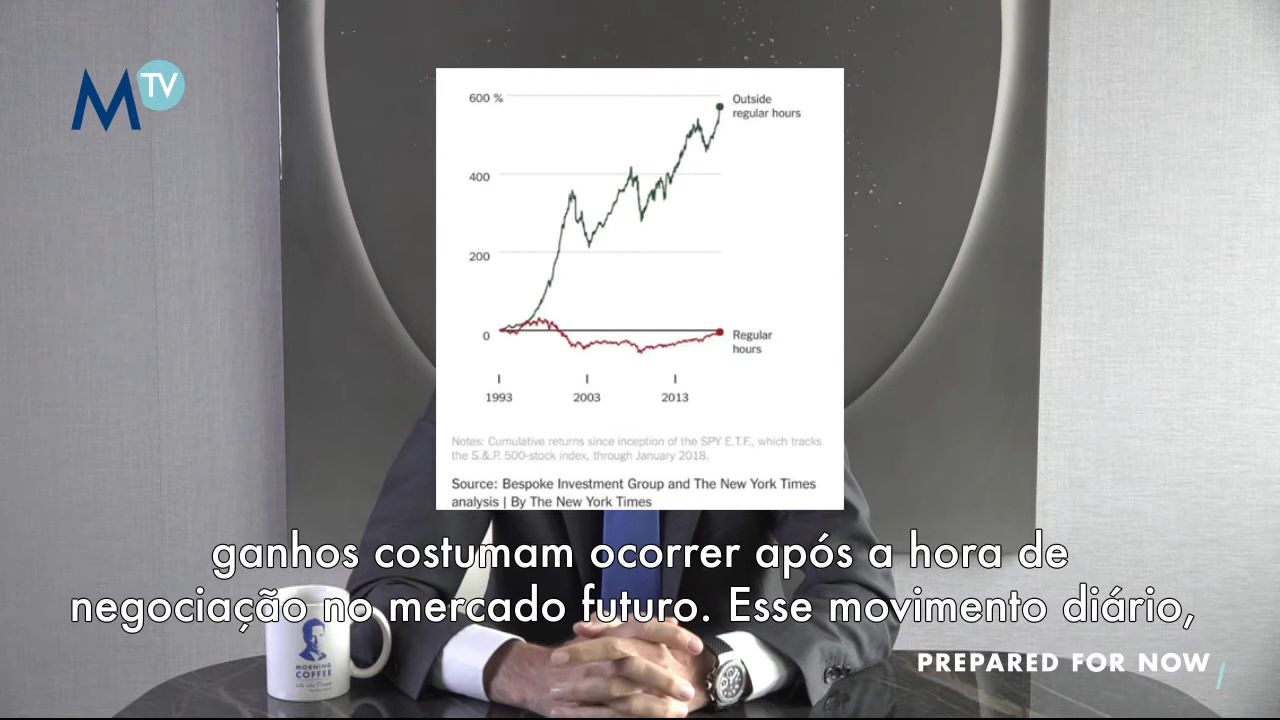 M TV
600 %
Outside
regular hours
400
200
0
Regular
hours
1993 2003 2013
Notes: Cumulative returns since inception of the SPY E.T.F., which tracks
the S.&.P. 500-stock index, through January 2018.
Source: Bespoke Investment Group and The New York Times
analysis | By The New York Times
ganhos costumam ocorrer após a hora de
negociação no mercado futuro. Esse movimento diário,
MORNING
COFFEE
PREPARED FOR NOW